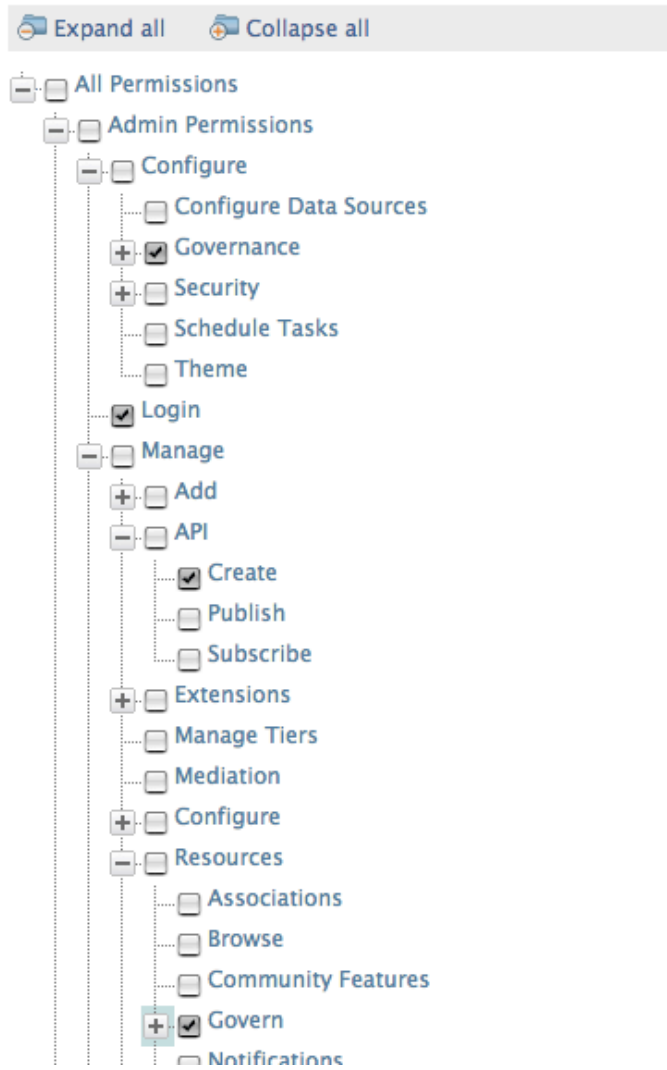 Expand all Collapse all
All Permissions
Admin Permissions
Configure
Configure Data Sources
Governance
Security
Schedule Tasks
Theme
Login
Manage
Add
API
Create
Publish
Subscribe
Extensions
Manage Tiers
Mediation
Configure
Resources
Associations
Browse
Community Features
Govern
Notifications